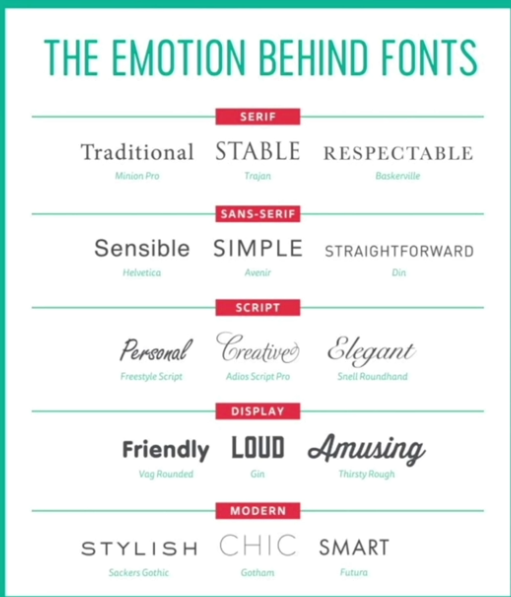 THE EMOTION BEHIND FONTS
SERIF
Traditional STABLE RESPECTABLE
Minion Pro Trajan Baskerville
SANS-SERIF
Sensible SIMPLE STRAIGHTFORWARD
Helvetica Avenir Din
SCRIPT
Personal Creative Elegant
Freestyle Script Adios Script Pro Snell Roundhand
DISPLAY
Friendly LOUD Amusing
Vag Rounded Gin Thirsty Rough
MODERN
STYLISH CHIC SMART
Sackers Gothic Gotham Futura